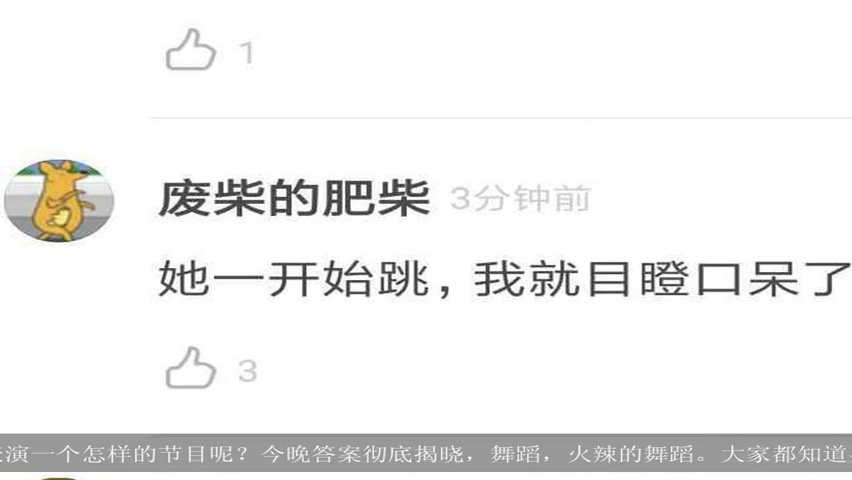 1
废柴的肥柴 3分钟前
她一开始跳，我就目瞪口呆了
3
演一个怎样的节目呢？今晚答案彻底揭晓，舞蹈，火辣的舞蹈。大家都知道